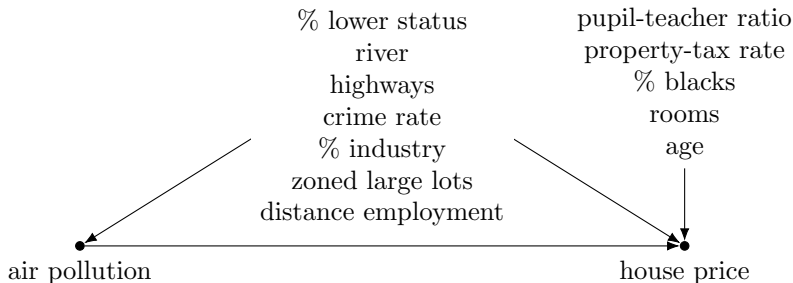 % lower status
river
highways
crime rate
% industry
zoned large lots
distance employment
pupil-teacher ratio
property-tax rate
% blacks
rooms
age
air pollution
house price